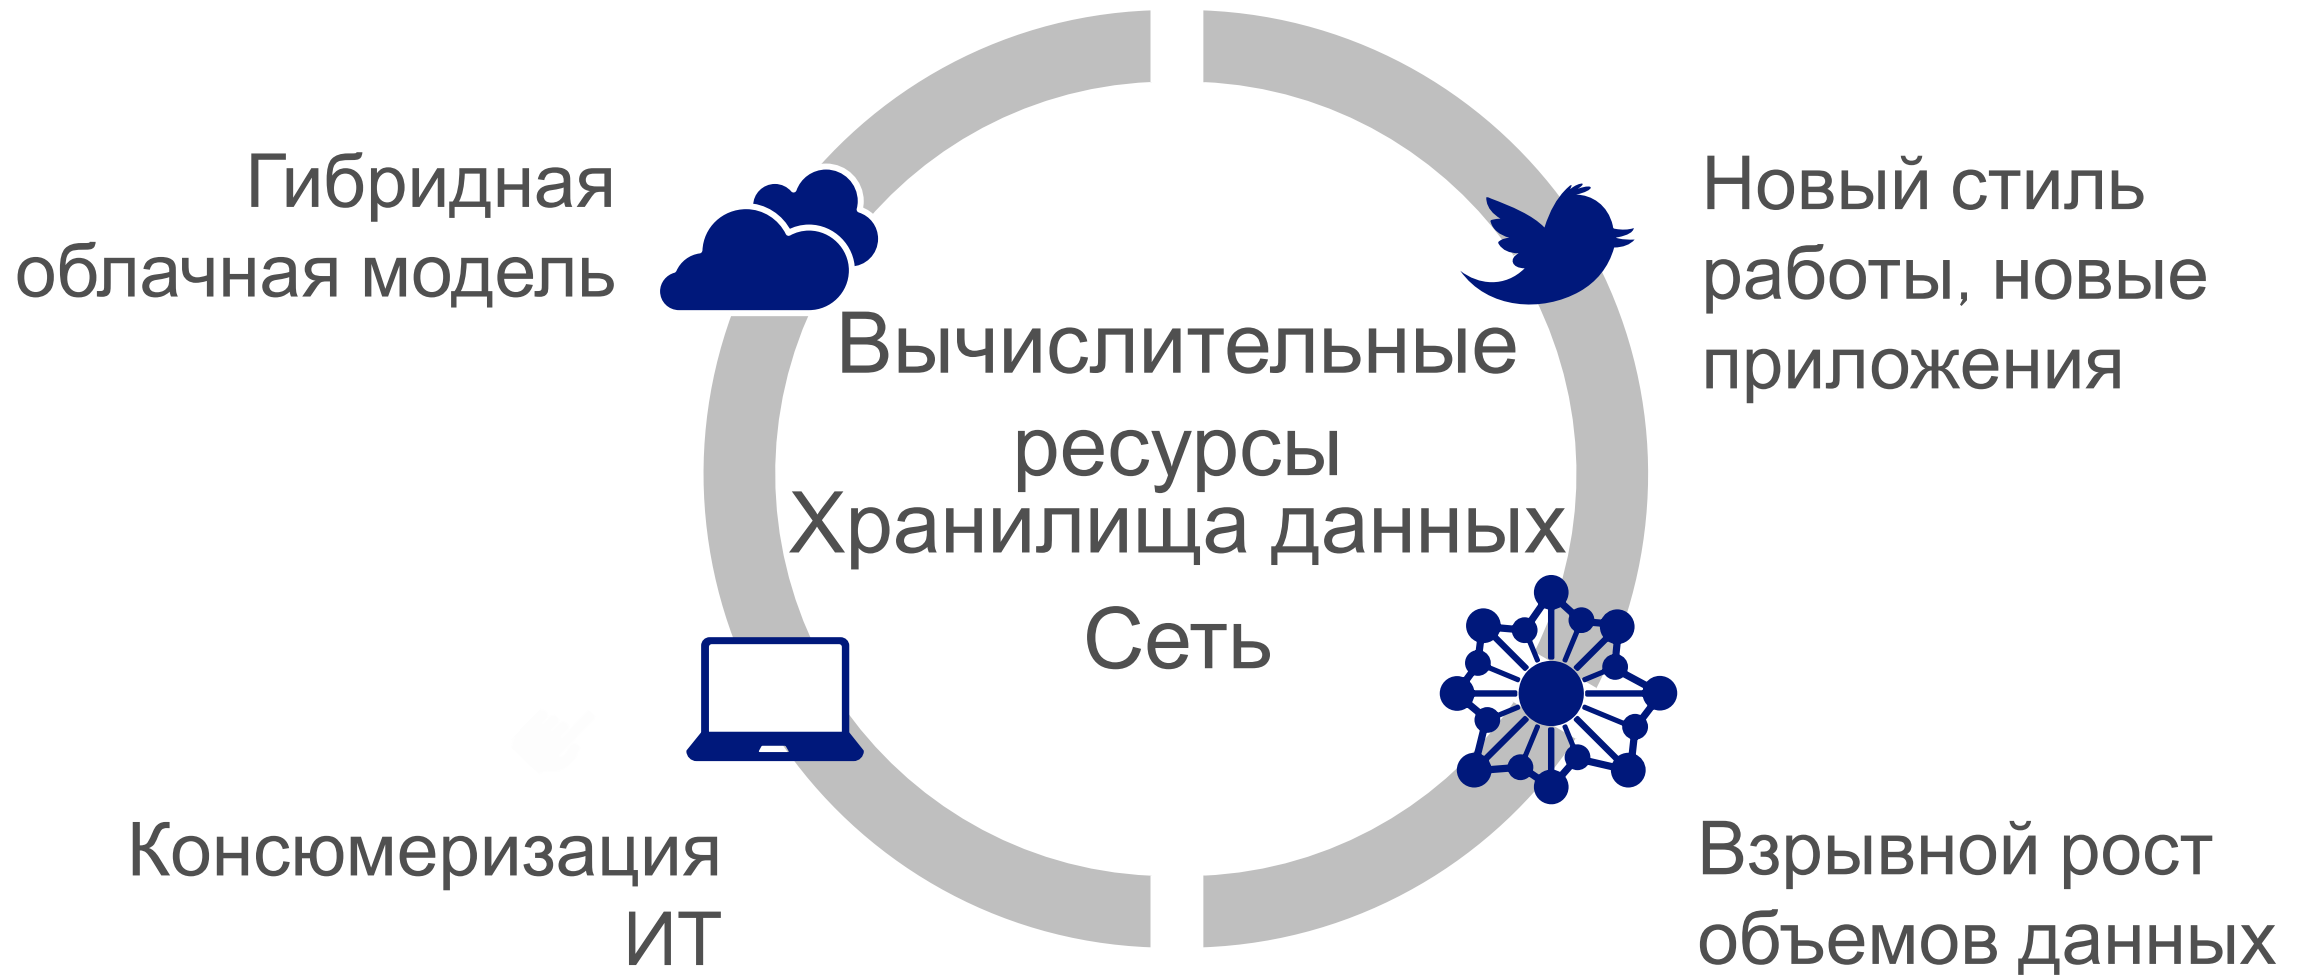 Гибридная
облачная модель
Новый стиль
работы, новые
приложения
Вычислительные
ресурсы
Хранилища данных
Сеть
Консюмеризация
ИТ
Взрывной рост
объемов данных